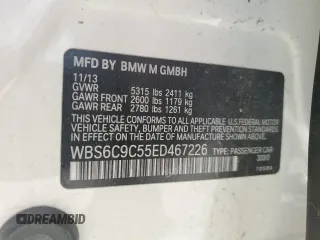 MFD BY BMW M GMBH
11/13
GVWR 5315 lbs 2411 kg
GAWR FRONT 2600 lbs 1179 kg
GAWR REAR 2780 lbs 1261 kg
THIS VEHICLE CONFORMS TO ALL APPLICABLE U.S. FEDERAL MOTOR
VEHICLE SAFETY, BUMPER, AND THEFT PREVENTION STANDARDS IN
EFFECT ON THE DATE OF MANUFACTURE SHOWN ABOVE.
WBS6C9C55ED467226 TYPE: PASSENGER CAR
DREAMBID